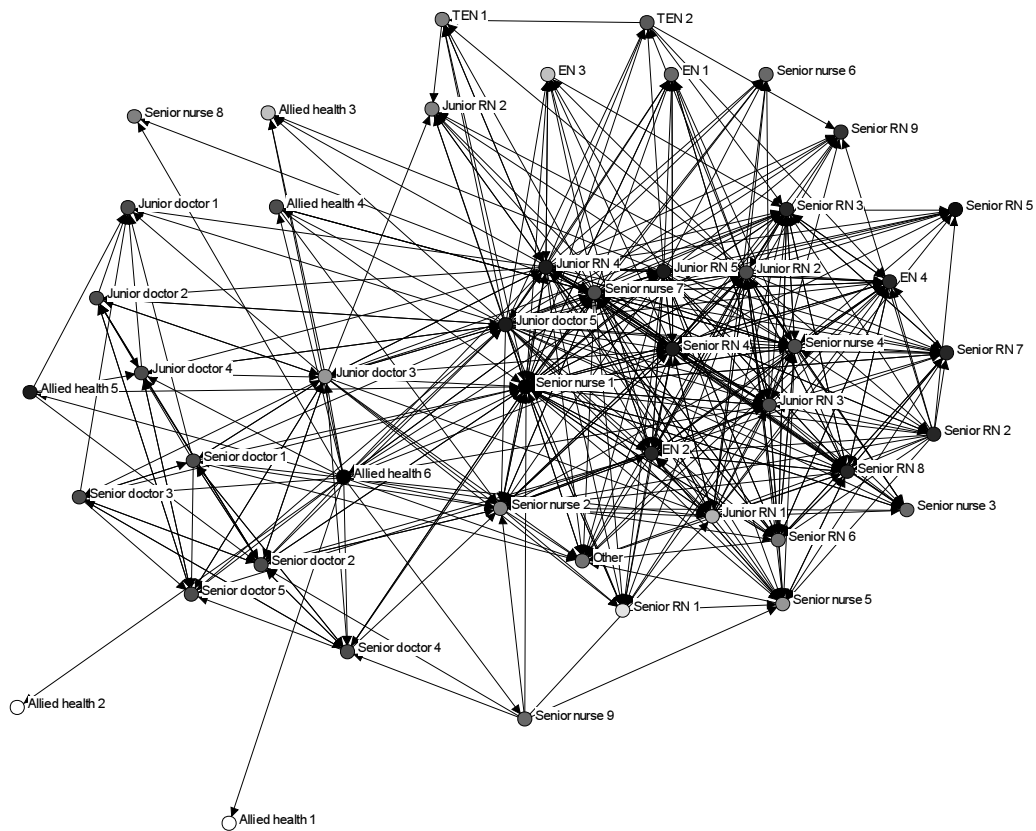 TEN 1
TEN 2
EN 3
EN 1
Senior nurse 6
Senior nurse 8
Allied health 3
Junior RN 2
Senior RN 9
Junior doctor 1
Allied health 4
Senior RN 3
Senior RN 5
Junior RN 4
Junior RN 5
Junior RN 2
EN 4
Senior nurse 7
Junior doctor 2
Junior doctor 5
Senior RN 4
Senior nurse 4
Senior RN 7
Junior doctor 4
Junior doctor 3
Allied health 5
Senior nurse 1
Junior RN 3
Senior RN 2
Senior doctor 1
Allied health 6
EN 2
Senior RN 8
Senior doctor 3
Senior nurse 2
Junior RN 1
Senior nurse 3
Senior RN 6
Senior doctor 2
Other
Senior doctor 5
Senior RN 1
Senior nurse 5
Senior doctor 4
Allied health 2
Senior nurse 9
Allied health 1